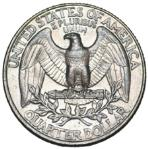 UNITED STATES OF AMERICA
E PLURIBUS
UNUM
QUARTER DOLLAR